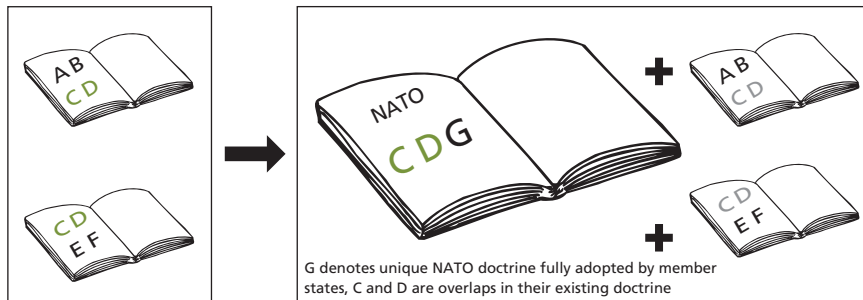 A B
C D
C D
E F
NATO
C D G
A B
C D
C D
E F
G denotes unique NATO doctrine fully adopted by member
states, C and D are overlaps in their existing doctrine